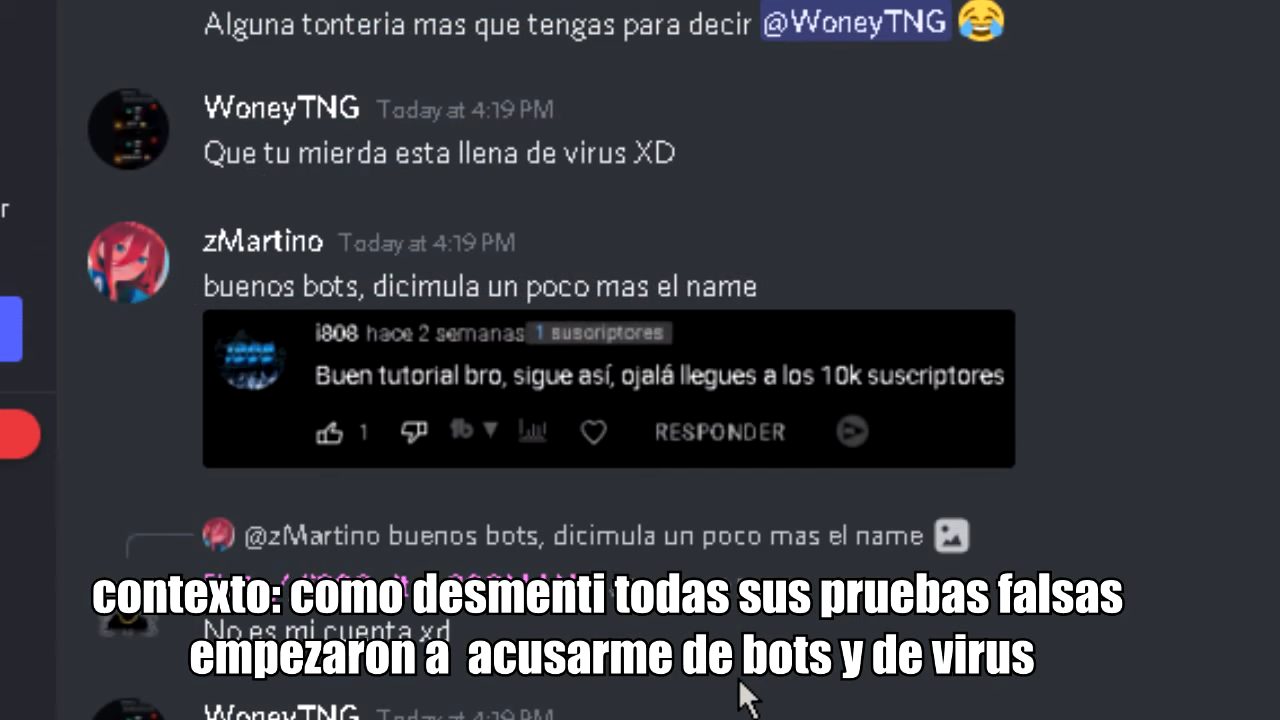 Alguna tonteria mas que tengas para decir @WoneyTNG 😂
WoneyTNG Today at 4:19 PM
Que tu mierda esta llena de virus XD
r
zMartino Today at 4:19 PM
buenos bots, dicimula un poco mas el name
i808 hace 2 semanas 1 suscriptores
Buen tutorial bro, sigue así, ojalá llegues a los 10k suscriptores
1 tb RESPONDER
@zMartino buenos bots, dicimula un poco mas el name
contexto: como desmenti todas sus pruebas falsas
No es mi cuenta xd
empezaron a acusarme de bots y de virus
WoneyTNG Today at 4:19 PM